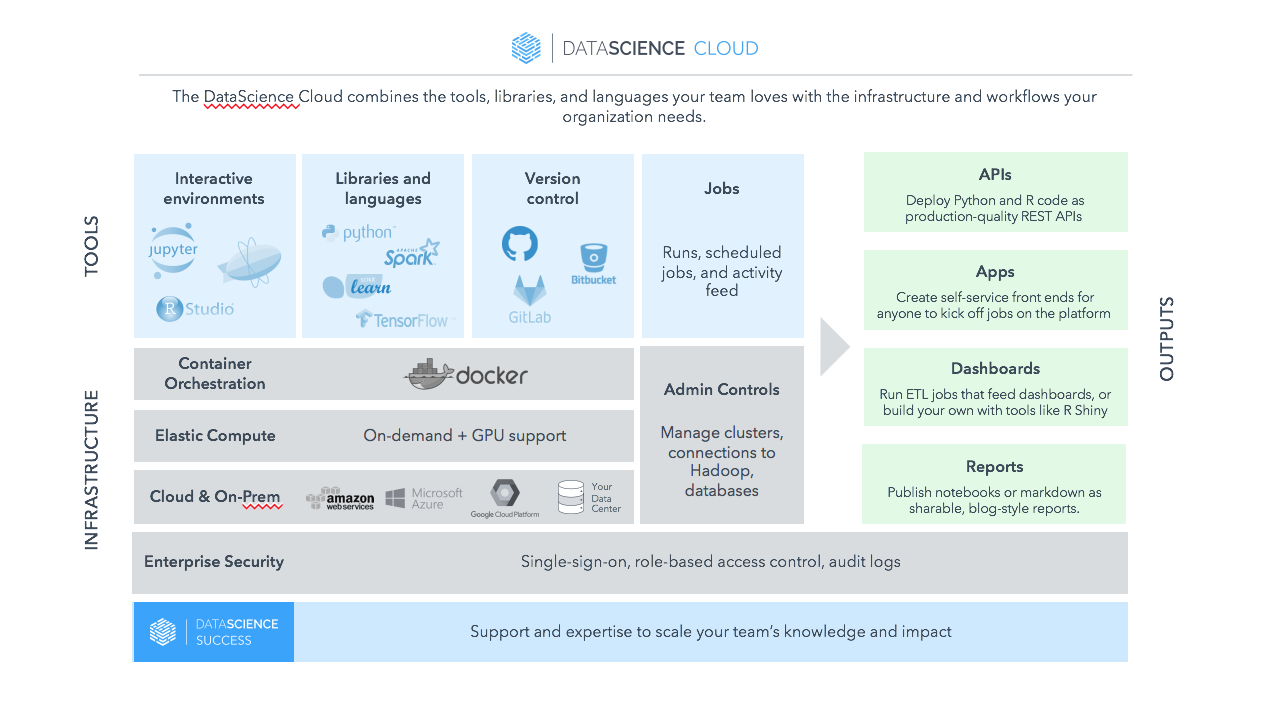 DATASCIENCE CLOUD
The DataScience Cloud combines the tools, libraries, and languages your team loves with the infrastructure and workflows your
organization needs.
TOOLS
Interactive
environments
jupyter
R Studio
Libraries and
languages
python
APACHE
Spark
learn
TensorFlow
Version
control
Bitbucket
GitLab
Jobs
Runs, scheduled
jobs, and activity
feed
INFRASTRUCTURE
Container
Orchestration
docker
Elastic Compute
On-demand + GPU support
Cloud & On-Prem
amazon
web services
Microsoft
Azure
Google Cloud Platform
Your
Data
Center
Admin Controls
Manage clusters,
connections to
Hadoop,
databases
Enterprise Security
Single-sign-on, role-based access control, audit logs
OUTPUTS
APIs
Deploy Python and R code as
production-quality REST APIs
Apps
Create self-service front ends for
anyone to kick off jobs on the platform
Dashboards
Run ETL jobs that feed dashboards, or
build your own with tools like R Shiny
Reports
Publish notebooks or markdown as
sharable, blog-style reports.
DATASCIENCE
SUCCESS
Support and expertise to scale your team’s knowledge and impact